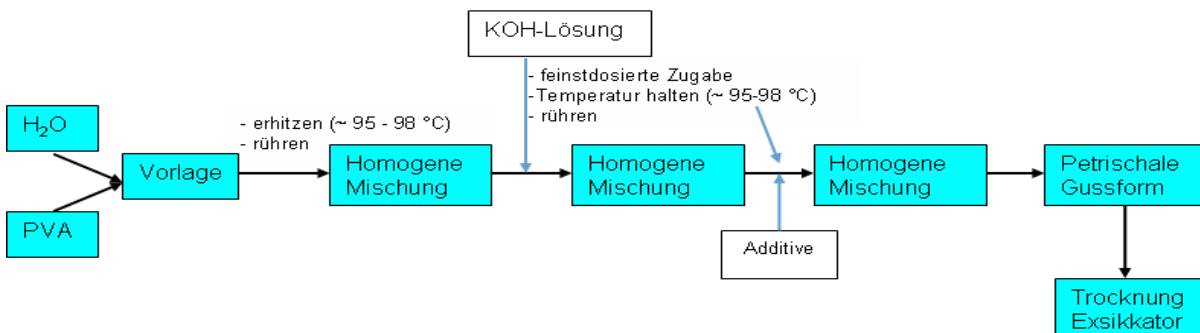 KOH-Lösung
- feinstdosierte Zugabe
-Temperatur halten (~ 95-98 °C)
- rühren
H₂O
- erhitzen (~ 95 - 98 °C)
- rühren
Vorlage
PVA
Homogene
Mischung
Homogene
Mischung
Homogene
Mischung
Petrischale
Gussform
Additive
Trocknung
Exsikkator